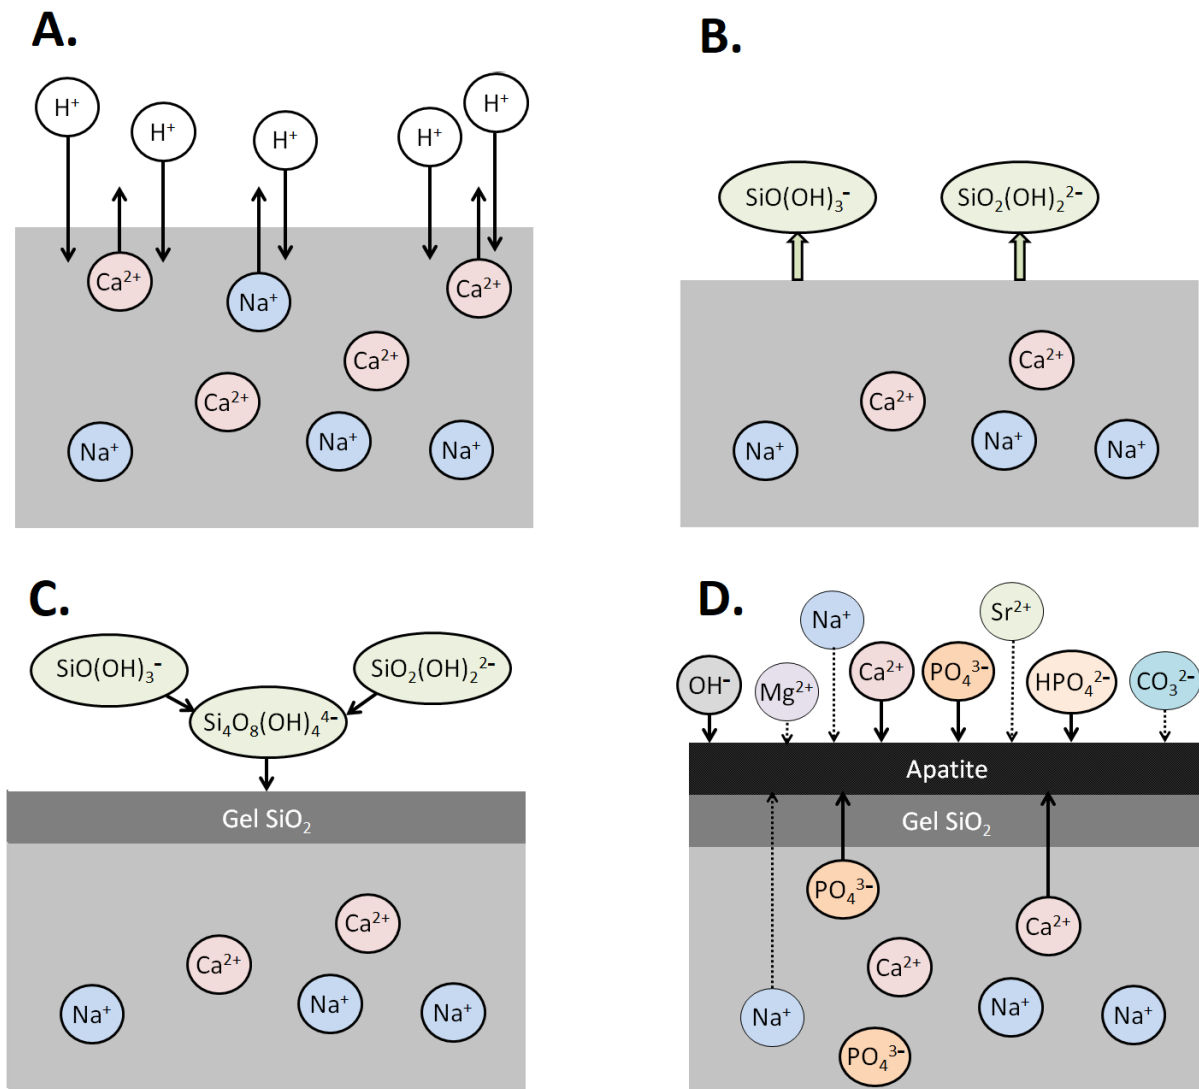 A.
H⁺
H⁺
H⁺
H⁺
H⁺
Ca²⁺
Na⁺
Ca²⁺
Ca²⁺
Ca²⁺
Na⁺
Na⁺
Na⁺
B.
SiO(OH)₃⁻
SiO₂(OH)₂²⁻
Ca²⁺
Ca²⁺
Na⁺
Na⁺
Na⁺
C.
SiO(OH)₃⁻
SiO₂(OH)₂²⁻
Si₄O₈(OH)₄⁴⁻
Gel SiO₂
Ca²⁺
Ca²⁺
Na⁺
Na⁺
Na⁺
D.
OH⁻
Mg²⁺
Na⁺
Ca²⁺
PO₄³⁻
Sr²⁺
HPO₄²⁻
CO₃²⁻
Apatite
Gel SiO₂
PO₄³⁻
Ca²⁺
Ca²⁺
Na⁺
Na⁺
Na⁺
PO₄³⁻